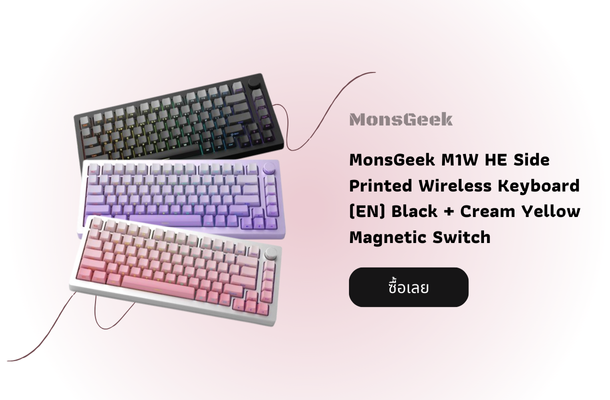 MonsGeek
MonsGeek M1W HE Side
Printed Wireless Keyboard
(EN) Black + Cream Yellow
Magnetic Switch
ซื้อเลย